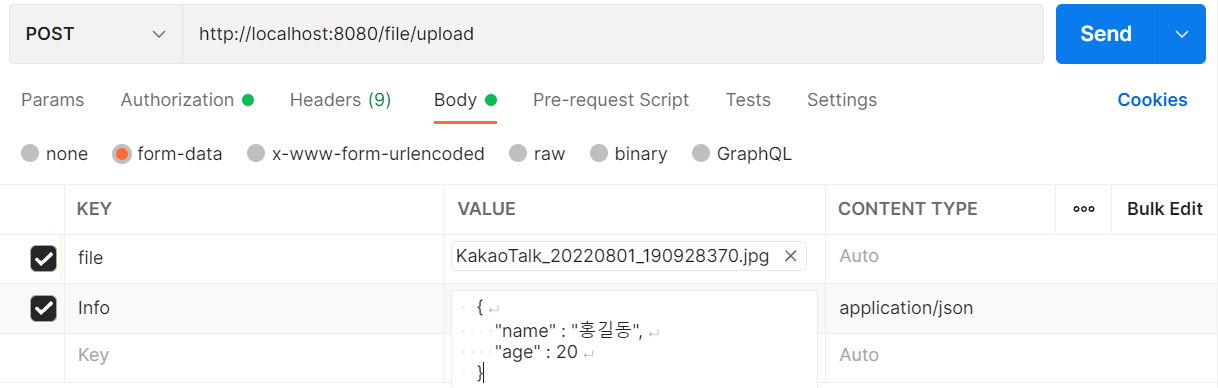 POST http://localhost:8080/file/upload Send
Params Authorization Headers (9) Body Pre-request Script Tests Settings Cookies
none form-data x-www-form-urlencoded raw binary GraphQL
KEY VALUE CONTENT TYPE ooo Bulk Edit
file KakaoTalk_20220801_190928370.jpg × Auto
Info { ↵ application/json
"name" : "홍길동", ↵
"age" : 20 ↵
}
Key Auto